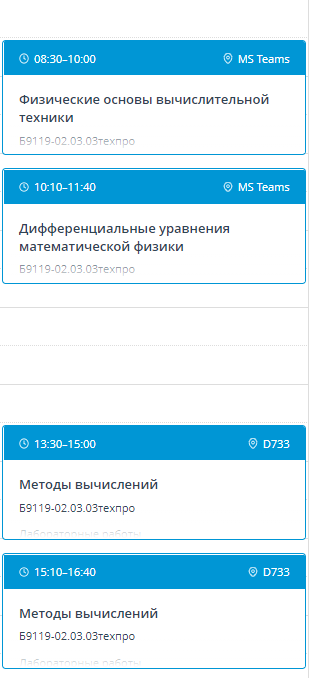 08:30–10:00 MS Teams
Физические основы вычислительной
техники
Б9119-02.03.03техпро
10:10–11:40 MS Teams
Дифференциальные уравнения
математической физики
Б9119-02.03.03техпро
13:30–15:00 D733
Методы вычислений
Б9119-02.03.03техпро
Лабораторные работы
15:10–16:40 D733
Методы вычислений
Б9119-02.03.03техпро
Лабораторные работы